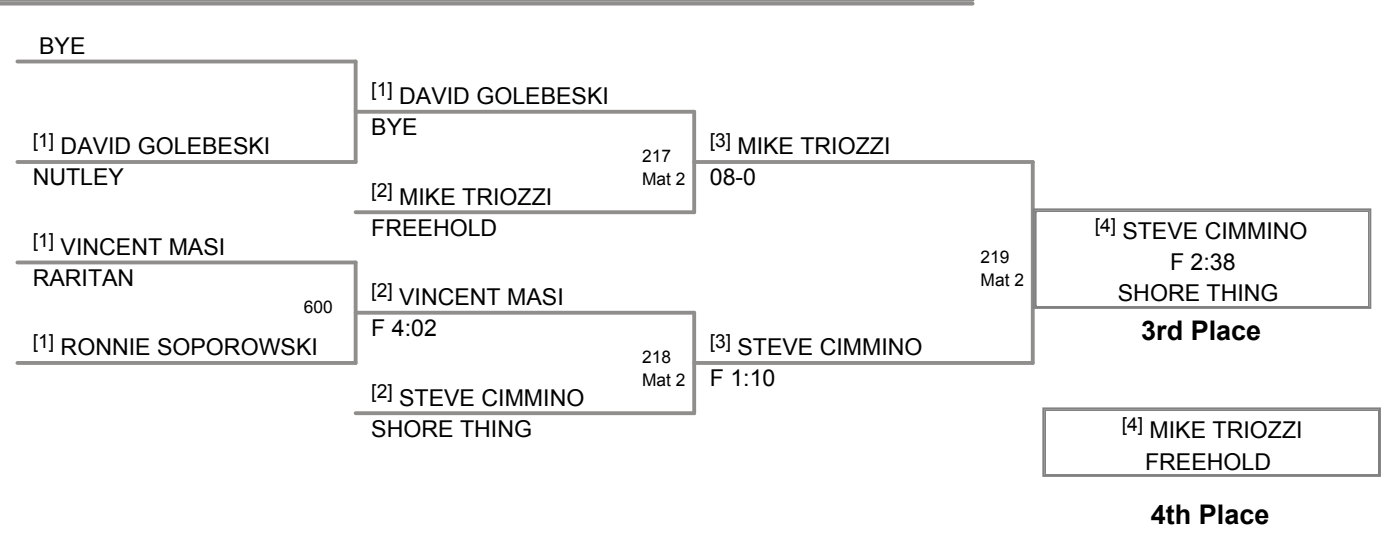 BYE
[1] DAVID GOLEBESKI
BYE
[1] DAVID GOLEBESKI
NUTLEY
217
Mat 2
[3] MIKE TRIOZZI
08-0
[2] MIKE TRIOZZI
FREEHOLD
[1] VINCENT MASI
RARITAN
600
[2] VINCENT MASI
F 4:02
[1] RONNIE SOPOROWSKI
218
Mat 2
[3] STEVE CIMMINO
F 1:10
[2] STEVE CIMMINO
SHORE THING
219
Mat 2
[4] STEVE CIMMINO
F 2:38
SHORE THING
3rd Place
[4] MIKE TRIOZZI
FREEHOLD
4th Place